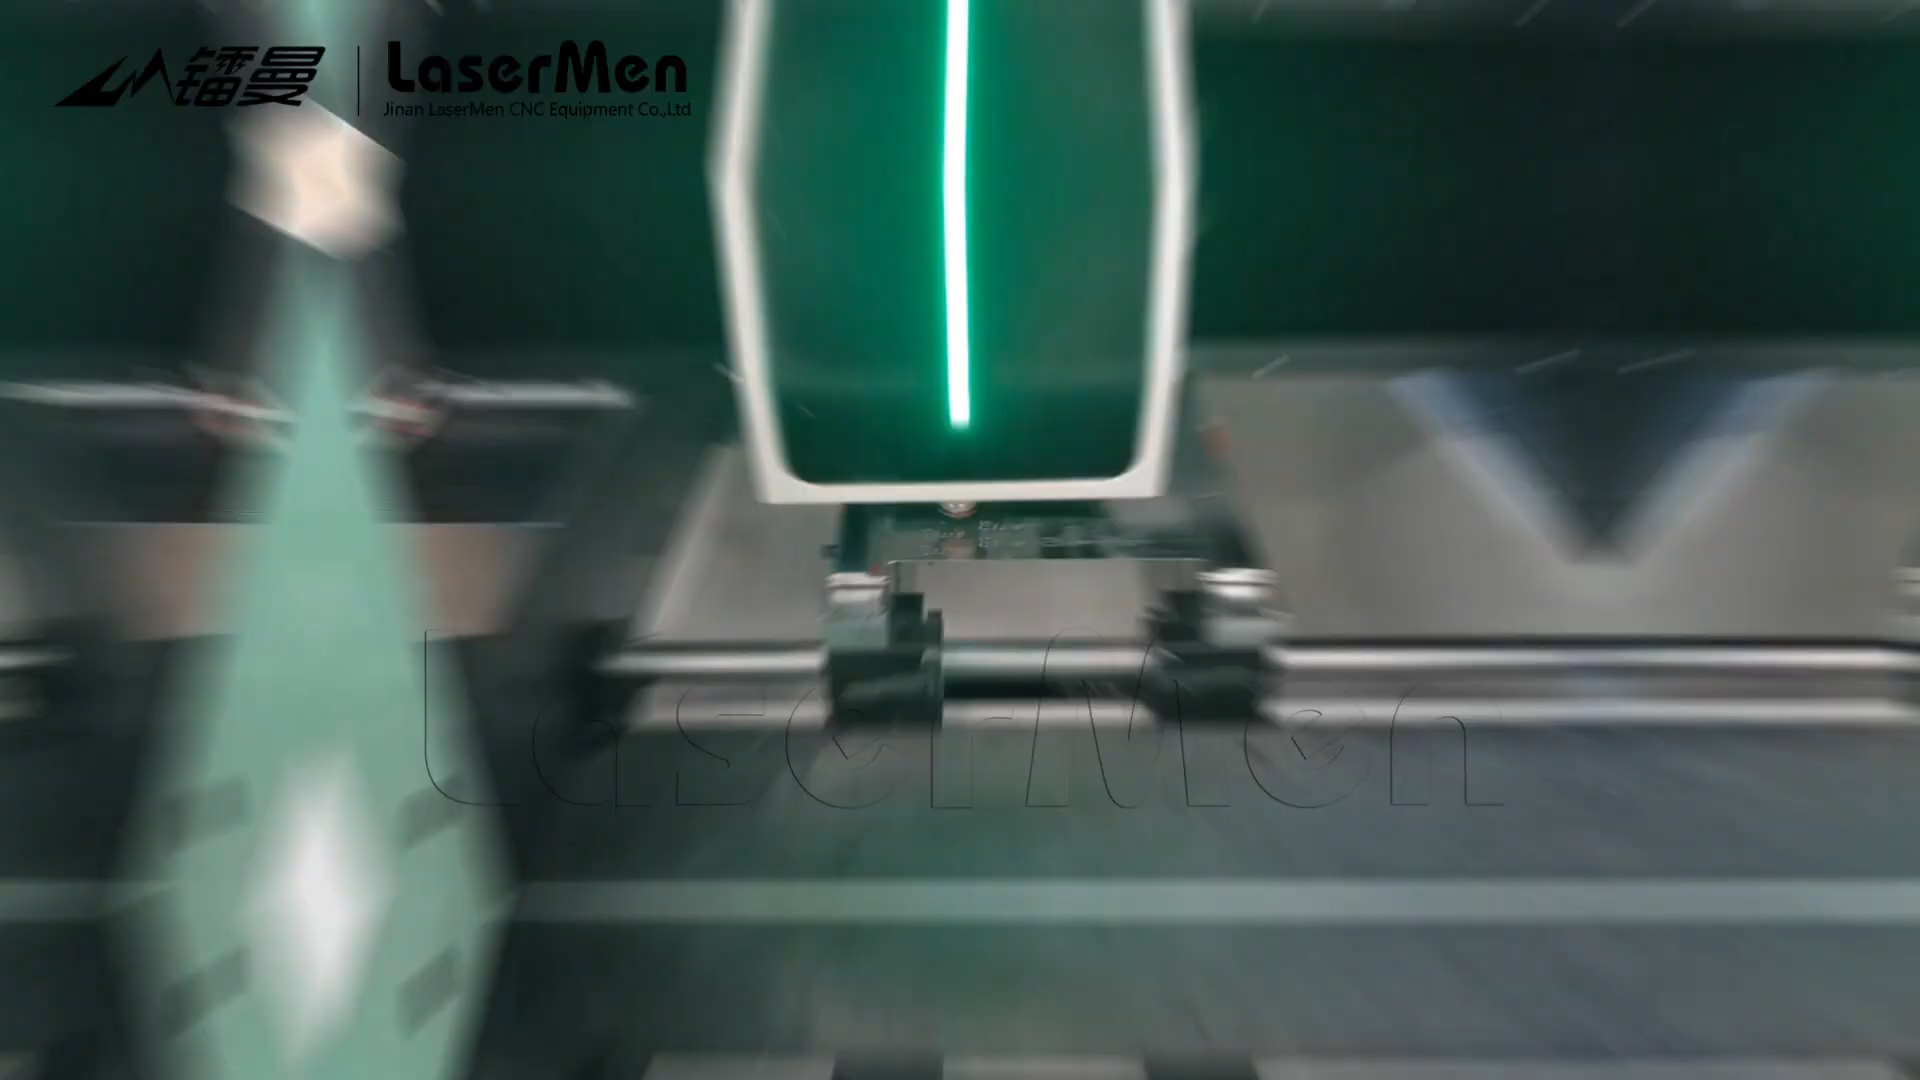 镭曼
LaserMen
Jinan LaserMen CNC Equipment Co.,Ltd
LaserMen